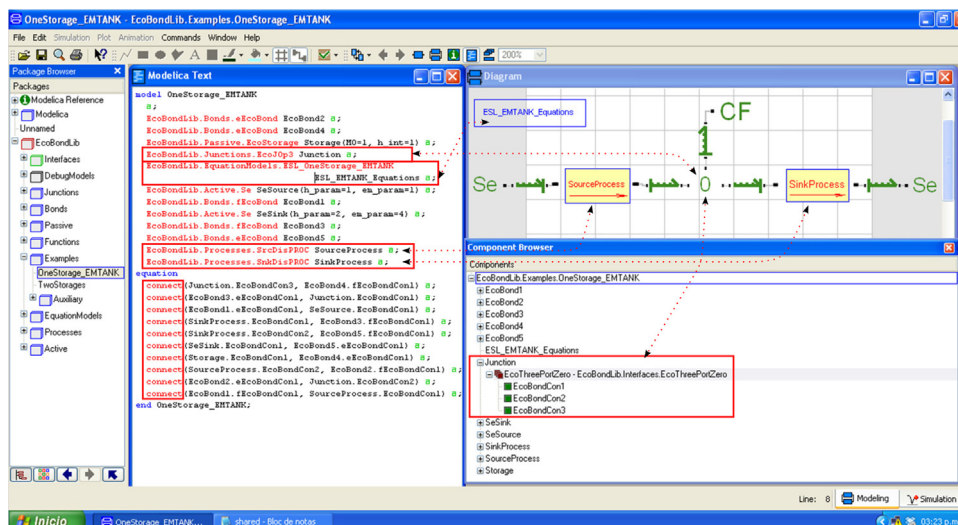 OneStorage_EMTANK - EcoBondLib.Examples.OneStorage_EMTANK
File Edit Simulation Plot Animation Commands Window Help
200%
Package Browser
Packages
Modelica Reference
Modelica
Unnamed
EcoBondLib
Interfaces
DebugModels
Junctions
Bonds
Passive
Functions
Examples
OneStorage_EMTANK
TwoStorages
Auxiliary
EquationModels
Processes
Active
Modelica Text
model OneStorage_EMTANK
a;
EcoBondLib.Bonds.eEcoBond EcoBond2 a;
EcoBondLib.Bonds.eEcoBond EcoBond4 a;
EcoBondLib.Passive.EcoStorage Storage(M0=1, h_int=1) a;
EcoBondLib.Junctions.EcoJ0p3 Junction a;
EcoBondLib.EquationModels.ESL_OneStorage_EMTANK
ESL_EMTANK_Equations a;
EcoBondLib.Active.Se SeSource(h_param=1, em_param=1) a;
EcoBondLib.Bonds.fEcoBond EcoBond1 a;
EcoBondLib.Active.Se SeSink(h_param=2, em_param=4) a;
EcoBondLib.Bonds.fEcoBond EcoBond3 a;
EcoBondLib.Bonds.eEcoBond EcoBond5 a;
EcoBondLib.Processes.SrcDisPROC SourceProcess a;
EcoBondLib.Processes.SnkDisPROC SinkProcess a;
equation
connect(Junction.EcoBondCon3, EcoBond4.fEcoBondCon1) a;
connect(EcoBond3.eEcoBondCon1, Junction.EcoBondCon1) a;
connect(EcoBond1.eEcoBondCon1, SeSource.EcoBondCon1) a;
connect(SinkProcess.EcoBondCon1, EcoBond3.fEcoBondCon1) a;
connect(SinkProcess.EcoBondCon2, EcoBond5.fEcoBondCon1) a;
connect(SeSink.EcoBondCon1, EcoBond5.eEcoBondCon1) a;
connect(Storage.EcoBondCon1, EcoBond4.eEcoBondCon1) a;
connect(SourceProcess.EcoBondCon2, EcoBond2.fEcoBondCon1) a;
connect(EcoBond2.eEcoBondCon1, Junction.EcoBondCon2) a;
connect(EcoBond1.fEcoBondCon1, SourceProcess.EcoBondCon1) a;
end OneStorage_EMTANK;
Diagram
ESL_EMTANK_Equations
CF
1
Se
SourceProcess
0
SinkProcess
Se
Component Browser
Components
EcoBondLib.Examples.OneStorage_EMTANK
EcoBond1
EcoBond2
EcoBond3
EcoBond4
EcoBond5
ESL_EMTANK_Equations
Junction
EcoThreePortZero - EcoBondLib.Interfaces.EcoThreePortZero
EcoBondCon1
EcoBondCon2
EcoBondCon3
SeSink
SeSource
SinkProcess
SourceProcess
Storage
Line: 8
Modeling
Simulation
Inicio
OneStorage_EMTANK...
shared - Bloc de notas
03:23 p.m.